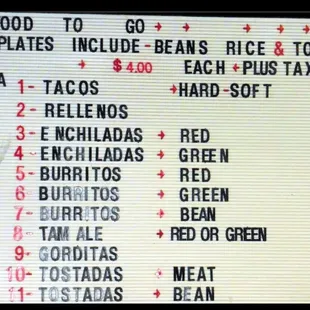 OOD TO GO → → → → →
PLATES INCLUDE-BEANS RICE & TO
→ $4.00 EACH + PLUS TAX
A
1- TACOS → HARD-SOFT
2- RELLENOS
3- ENCHILADAS → RED
4- ENCHILADAS → GREEN
5- BURRITOS → RED
6- BURRITOS → GREEN
7- BURRITOS → BEAN
8- TAMALE → RED OR GREEN
9- GORDITAS
10- TOSTADAS → MEAT
11- TOSTADAS → BEAN